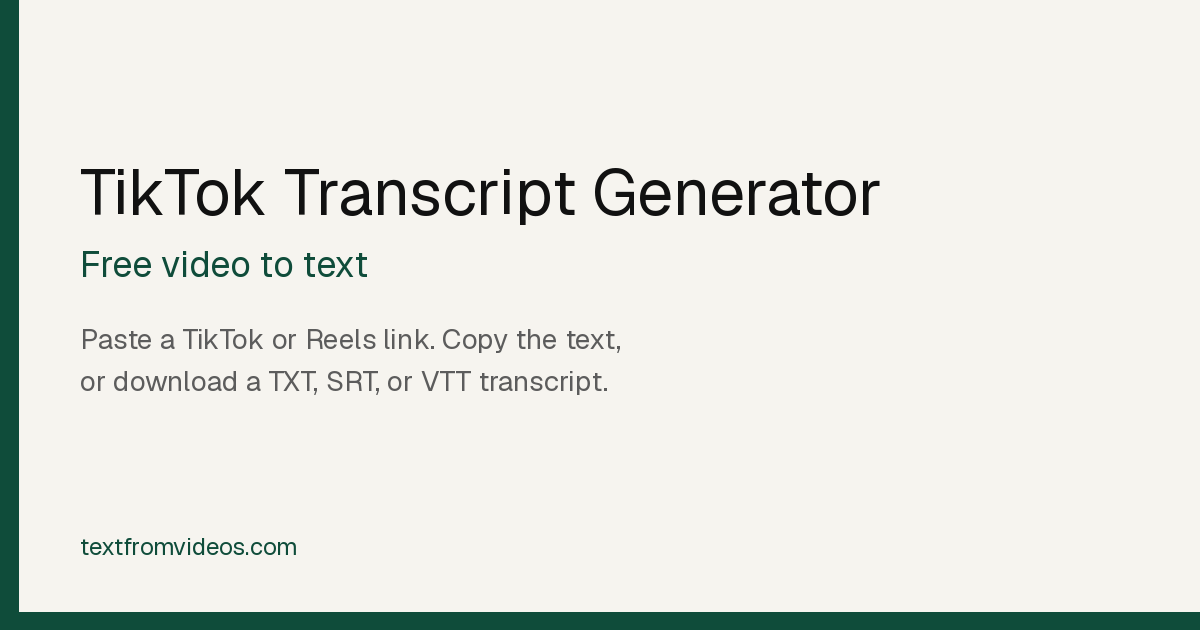 TikTok Transcript Generator
Free video to text
Paste a TikTok or Reels link. Copy the text,
or download a TXT, SRT, or VTT transcript.
textfromvideos.com